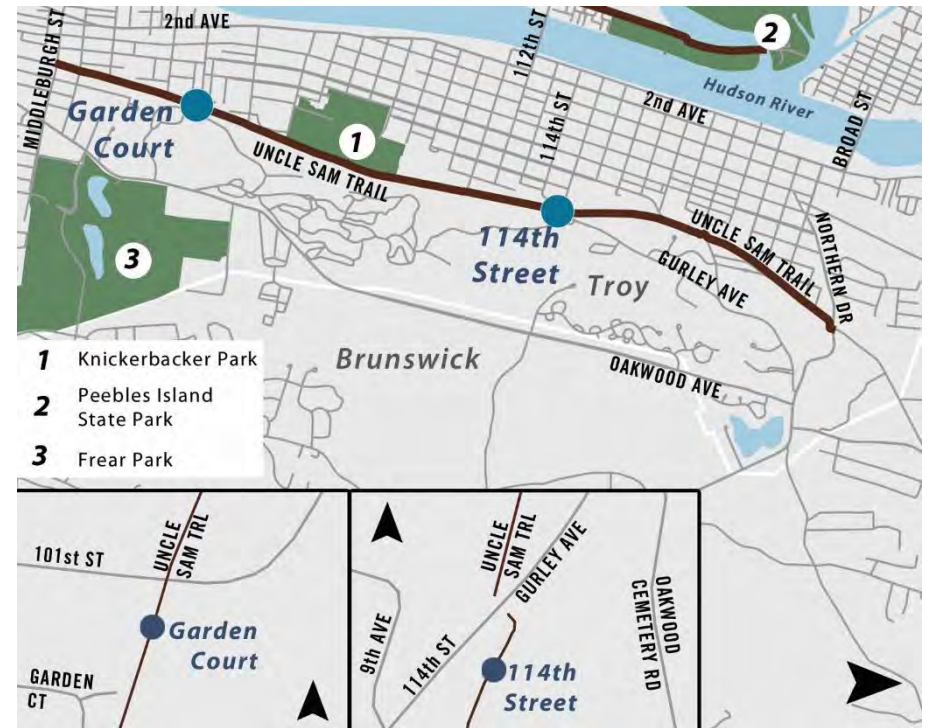 MIDDLEBURGH ST
2nd AVE
112th ST
2
Hudson River
Garden
Court
1
2nd AVE
114th ST
BROAD ST
UNCLE SAM TRAIL
3
114th
Street
UNCLE SAM TRAIL
NORTHERN DR
GURLEY AVE
Troy
Brunswick
OAKWOOD AVE
1 Knickerbacker Park
2 Peebles Island
State Park
3 Frear Park
101st ST
UNCLE
SAM TRL
Garden
Court
GARDEN
CT
UNCLE
SAM TRL
GURLEY AVE
9th AVE
114th ST
OAKWOOD
CEMETERY RD
114th
Street